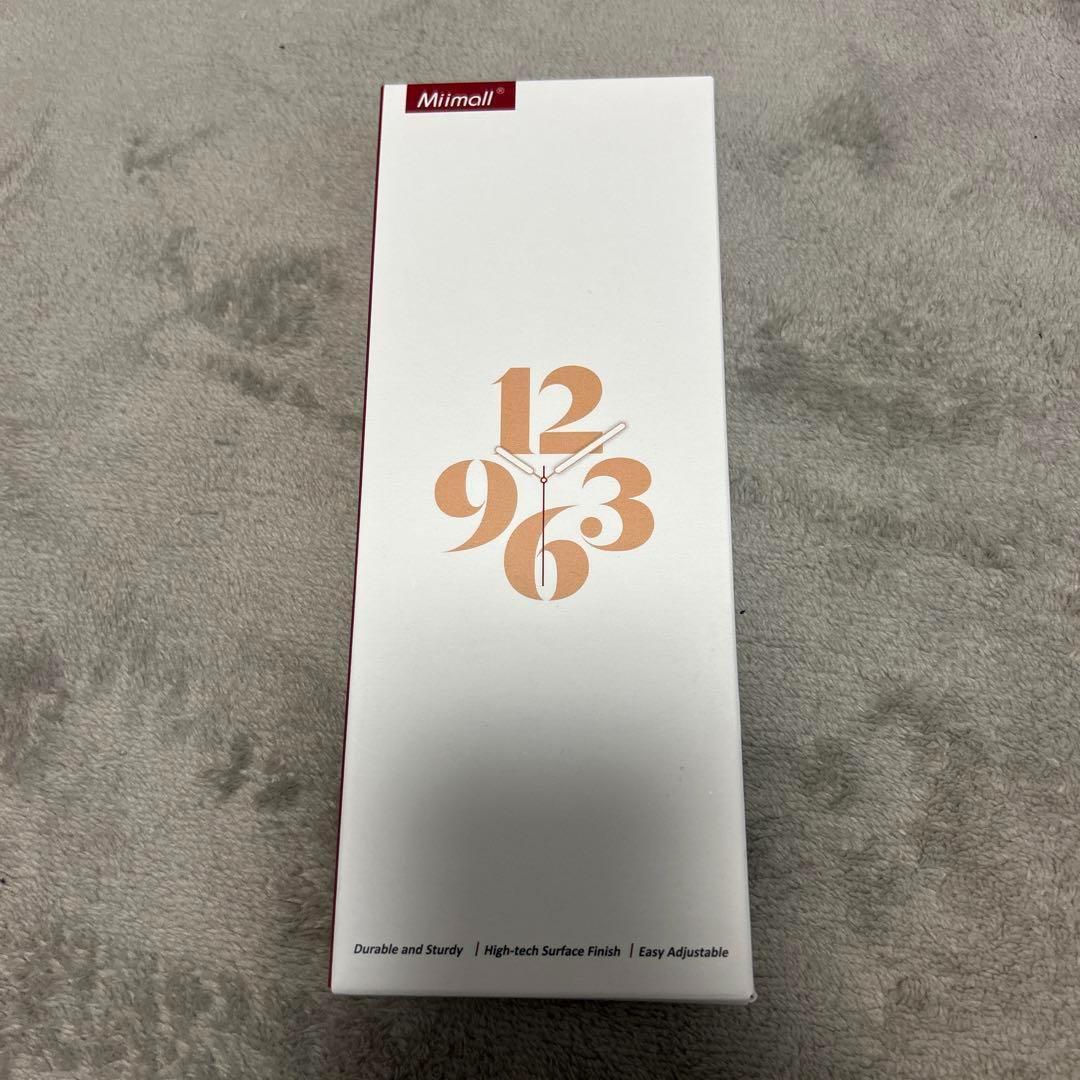 Miimall®
12
9 3
6
Durable and Sturdy | High-tech Surface Finish | Easy Adjustable